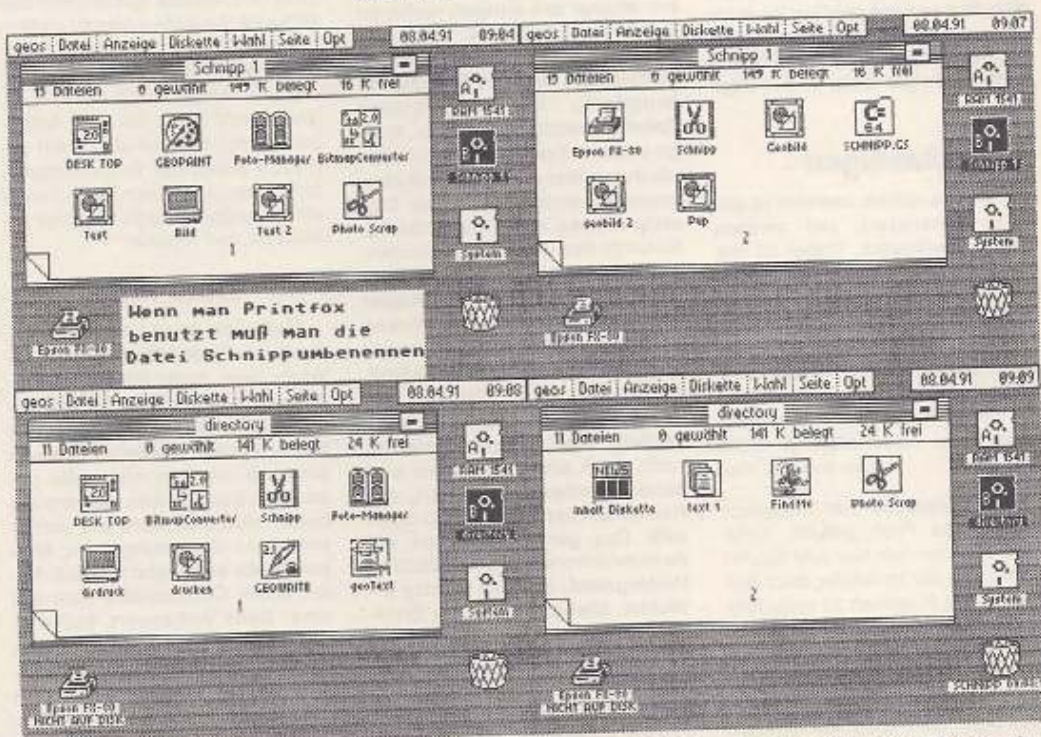 geos Datei Anzeige Diskette Wahl Seite Opt 08.04.91 09:04
Schnipp 1
15 Dateien 0 gewählt 149 K belegt 16 K frei
DESK TOP GEOPAINT Foto-Manager BitmapConverter
Test Bild Test 2 Photo Scrap
1
RAM 1541
Schnipp 1
System
Epson FX-80
Wenn man Printfox
benutzt muß man die
Datei Schnipp umbenennen
geos Datei Anzeige Diskette Wahl Seite Opt 08.04.91 09:07
Schnipp 1
15 Dateien 0 gewählt 149 K belegt 16 K frei
Epson FX-80 Schnipp Geobild SCHNIPP.GS
geobild 2 Pup
2
RAM 1541
Schnipp 1
System
Epson FX-80
geos Datei Anzeige Diskette Wahl Seite Opt 08.04.91 09:08
directory
11 Dateien 0 gewählt 141 K belegt 24 K frei
DESK TOP BitmapConverter Schnipp Foto-Manager
dirdruck drucken GEOWRITE geoText
1
RAM 1541
directory
System
Epson FX-80
NICHT AUF DISK
geos Datei Anzeige Diskette Wahl Seite Opt 08.04.91 09:09
directory
11 Dateien 0 gewählt 141 K belegt 24 K frei
Inhalt Diskette text 1 Photo Scrap
2
RAM 1541
directory
System
Epson FX-80
NICHT AUF DISK
SCHNIPP